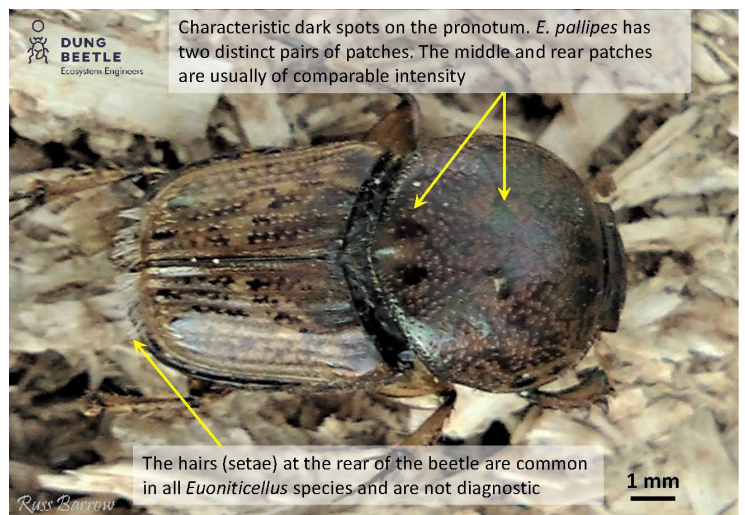 DUNG
BEETLE
Ecosystem Engineers
Characteristic dark spots on the pronotum. E. pallipes has
two distinct pairs of patches. The middle and rear patches
are usually of comparable intensity
The hairs (setae) at the rear of the beetle are common
in all Euoniticellus species and are not diagnostic
1 mm
Russ Barrow